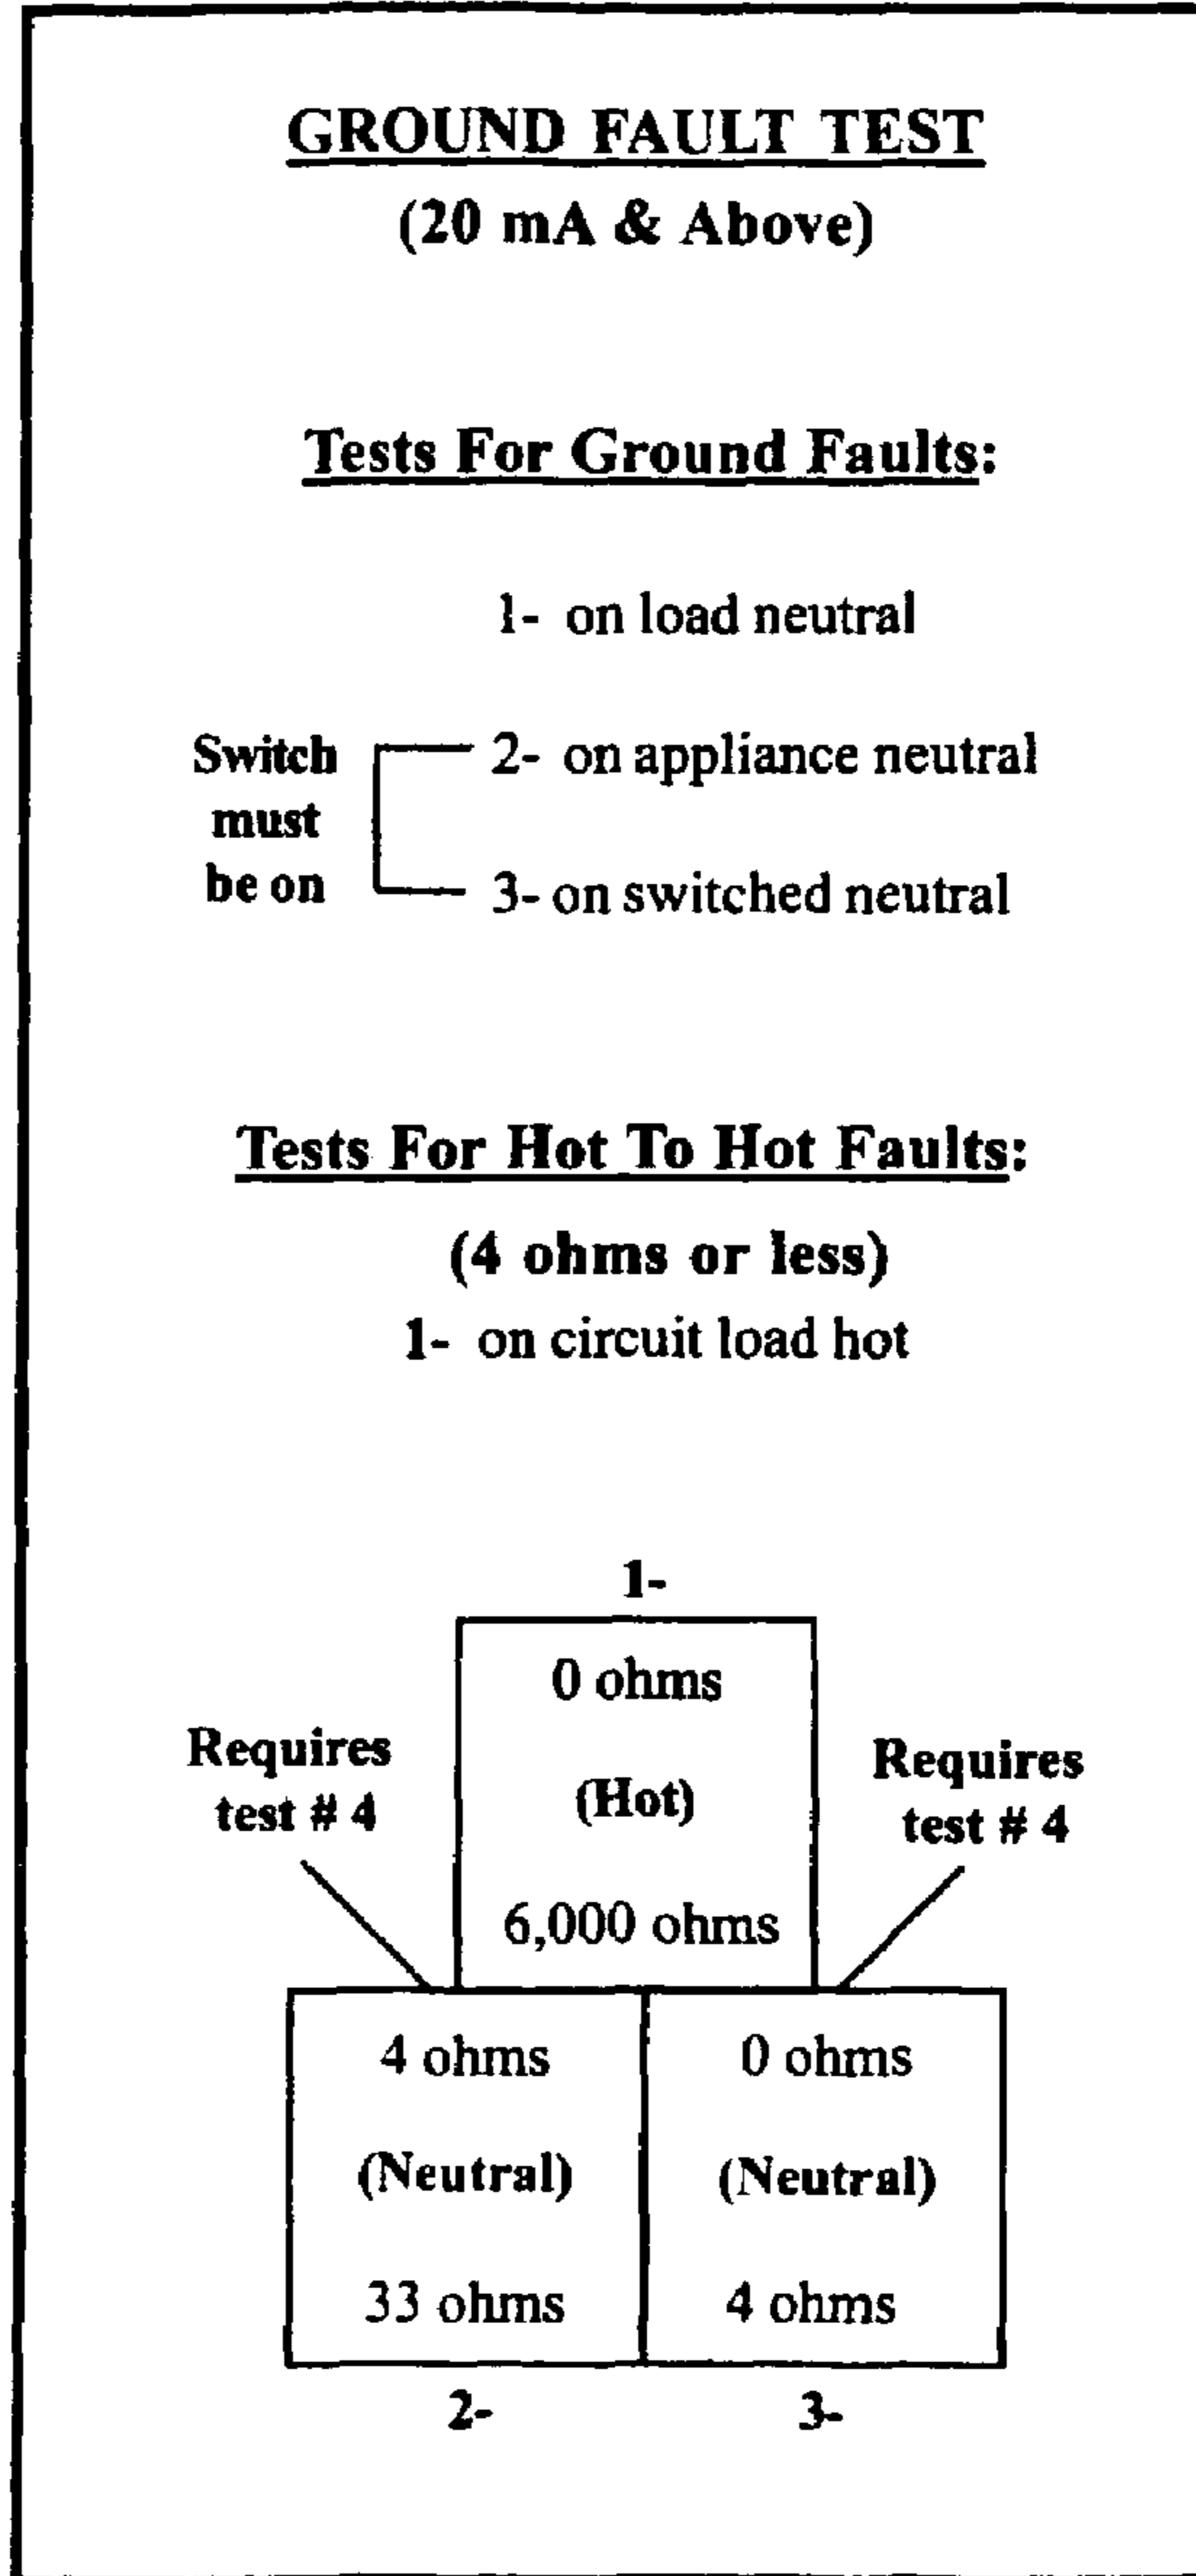 GROUND FAULT TEST
(20 mA & Above)
Tests For Ground Faults:
1- on load neutral
Switch must be on
2- on appliance neutral
3- on switched neutral
Tests For Hot To Hot Faults:
(4 ohms or less)
1- on circuit load hot
1-
0 ohms
(Hot)
6,000 ohms
Requires
test # 4
Requires
test # 4
4 ohms
(Neutral)
33 ohms
0 ohms
(Neutral)
4 ohms
2-
3-